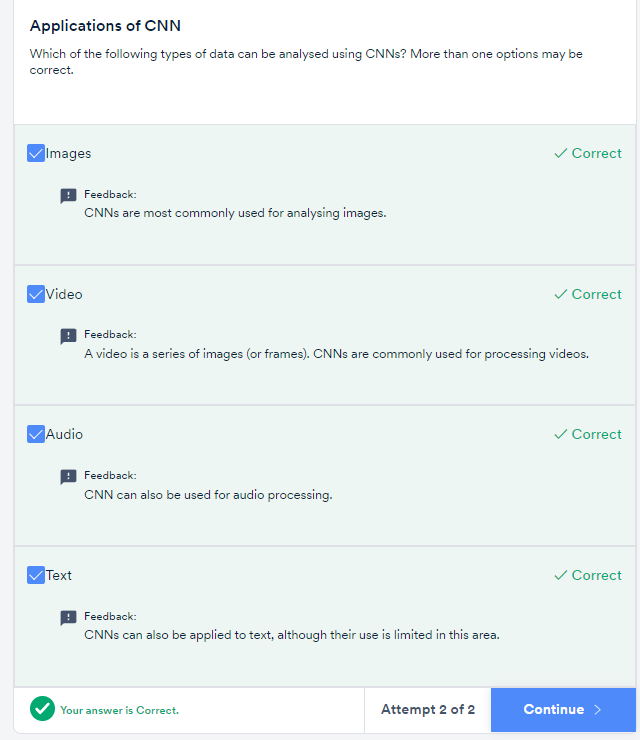 Applications of CNN
Which of the following types of data can be analysed using CNNs? More than one options may be
correct.
Images
Correct
Feedback:
CNNs are most commonly used for analysing images.
Video
Correct
Feedback:
A video is a series of images (or frames). CNNs are commonly used for processing videos.
Audio
Correct
Feedback:
CNN can also be used for audio processing.
Text
Correct
Feedback:
CNNs can also be applied to text, although their use is limited in this area.
Your answer is Correct.
Attempt 2 of 2
Continue